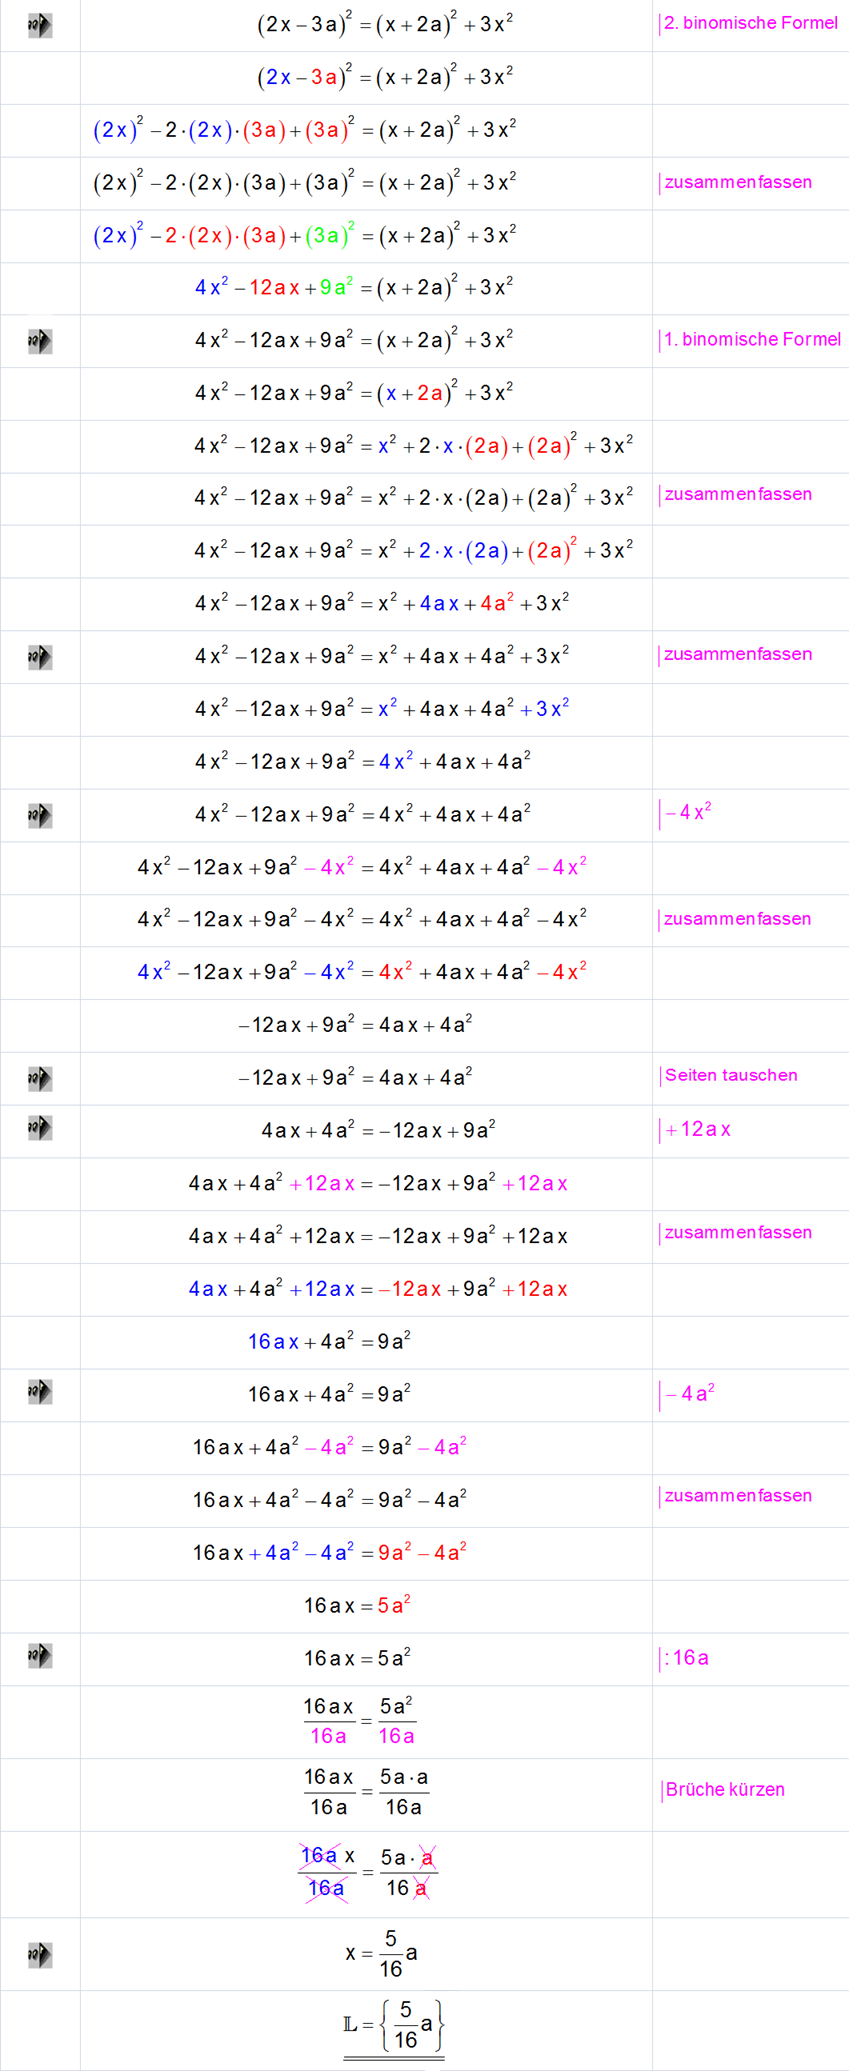 (2x − 3a)² = (x + 2a)² + 3x² |2. binomische Formel
(2x − 3a)² = (x + 2a)² + 3x²
(2x)² − 2·(2x)·(3a) + (3a)² = (x + 2a)² + 3x²
(2x)² − 2·(2x)·(3a) + (3a)² = (x + 2a)² + 3x² |zusammenfassen
(2x)² − 2·(2x)·(3a) + (3a)² = (x + 2a)² + 3x²
4x² − 12ax + 9a² = (x + 2a)² + 3x²
4x² − 12ax + 9a² = (x + 2a)² + 3x² |1. binomische Formel
4x² − 12ax + 9a² = (x + 2a)² + 3x²
4x² − 12ax + 9a² = x² + 2·x·(2a) + (2a)² + 3x²
4x² − 12ax + 9a² = x² + 2·x·(2a) + (2a)² + 3x² |zusammenfassen
4x² − 12ax + 9a² = x² + 2·x·(2a) + (2a)² + 3x²
4x² − 12ax + 9a² = x² + 4ax + 4a² + 3x²
4x² − 12ax + 9a² = x² + 4ax + 4a² + 3x² |zusammenfassen
4x² − 12ax + 9a² = x² + 4ax + 4a² + 3x²
4x² − 12ax + 9a² = 4x² + 4ax + 4a²
4x² − 12ax + 9a² = 4x² + 4ax + 4a² |− 4x²
4x² − 12ax + 9a² − 4x² = 4x² + 4ax + 4a² − 4x²
4x² − 12ax + 9a² − 4x² = 4x² + 4ax + 4a² − 4x² |zusammenfassen
4x² − 12ax + 9a² − 4x² = 4x² + 4ax + 4a² − 4x²
−12ax + 9a² = 4ax + 4a²
−12ax + 9a² = 4ax + 4a² |Seiten tauschen
4ax + 4a² = −12ax + 9a² |+12ax
4ax + 4a² +12ax = −12ax + 9a² +12ax
4ax + 4a² +12ax = −12ax + 9a² +12ax |zusammenfassen
4ax + 4a² +12ax = −12ax + 9a² +12ax
16ax + 4a² = 9a²
16ax + 4a² = 9a² |− 4a²
16ax + 4a² − 4a² = 9a² − 4a²
16ax + 4a² − 4a² = 9a² − 4a² |zusammenfassen
16ax + 4a² − 4a² = 9a² − 4a²
16ax = 5a²
16ax = 5a² |:16a
16ax/16a = 5a²/16a
16ax/16a = 5a·a/16a |Brüche kürzen
16ax/16a = 5a·a/16a
x = 5/16 a
𝕃 = {5/16 a}